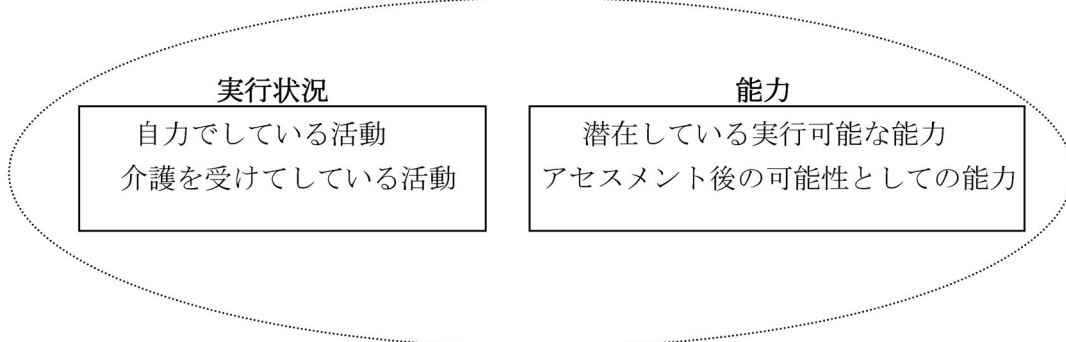 実行状況
自力でしている活動
介護を受けてしている活動
能力
潜在している実行可能な能力
アセスメント後の可能性としての能力